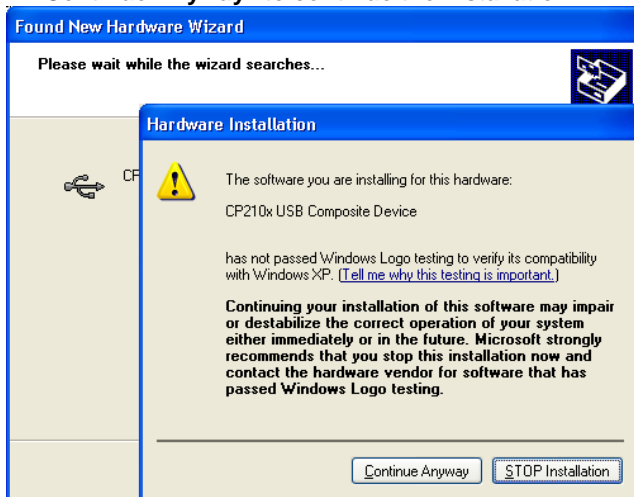 Found New Hardware Wizard
Please wait while the wizard searches...
Hardware Installation
CP
The software you are installing for this hardware:
CP210x USB Composite Device
has not passed Windows Logo testing to verify its compatibility
with Windows XP. (Tell me why this testing is important.)
Continuing your installation of this software may impair
or destabilize the correct operation of your system
either immediately or in the future. Microsoft strongly
recommends that you stop this installation now and
contact the hardware vendor for software that has
passed Windows Logo testing.
Continue Anyway
STOP Installation